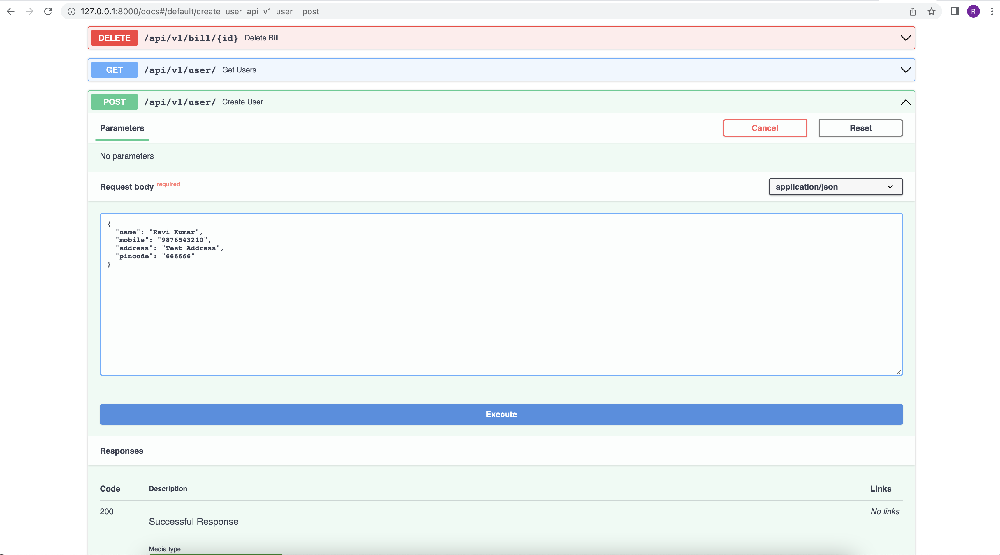 127.0.0.1:8000/docs#/default/create_user_api_v1_user__post
R
DELETE /api/v1/bill/{id} Delete Bill
GET /api/v1/user/ Get Users
POST /api/v1/user/ Create User
Parameters Cancel Reset
No parameters
Request body required application/json
{
"name": "Ravi Kumar",
"mobile": "9876543210",
"address": "Test Address",
"pincode": "666666"
}
Execute
Responses
Code Description Links
200 No links
Successful Response
Media type